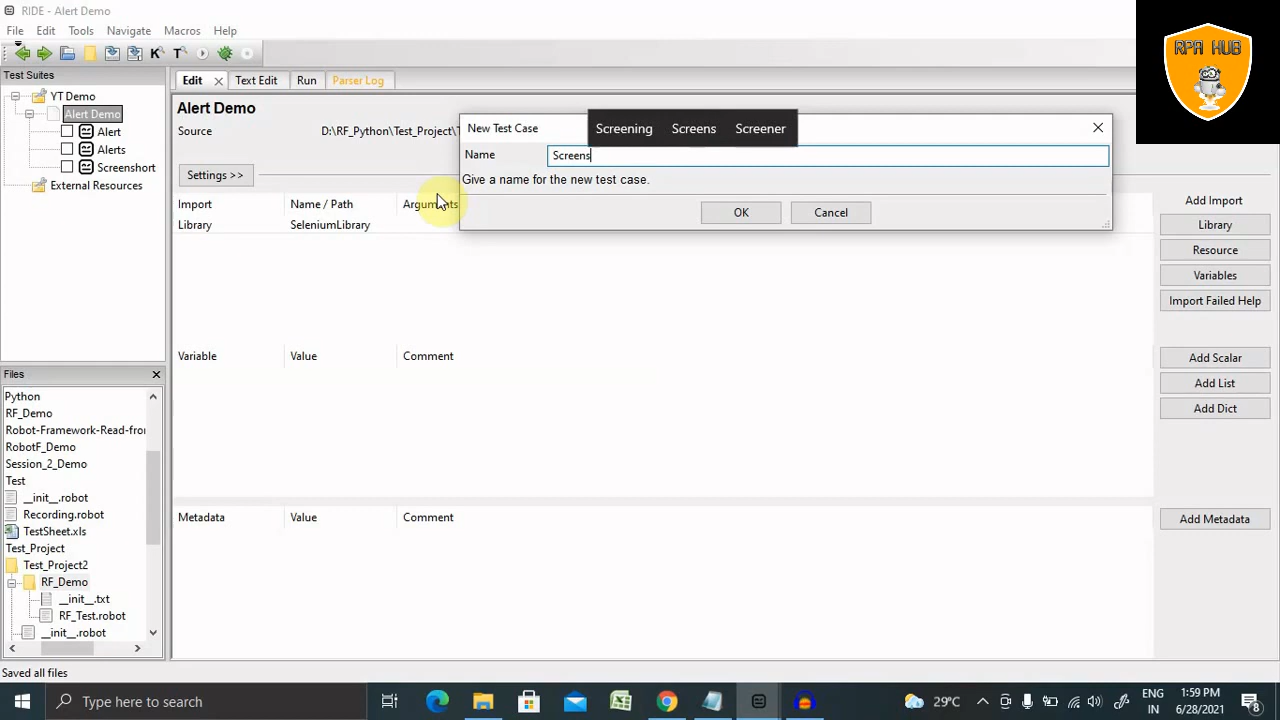 RIDE - Alert Demo
File Edit Tools Navigate Macros Help
Test Suites
YT Demo
Alert Demo
Alert
Alerts
Screenshort
External Resources
Files
Python
RF_Demo
Robot-Framework-Read-from
RobotF_Demo
Session_2_Demo
Test
__init__.robot
Recording.robot
TestSheet.xls
Test_Project
Test_Project2
RF_Demo
__init__.txt
RF_Test.robot
__init__.robot
Edit Text Edit Run Parser Log
Alert Demo
Source D:\RF_Python\Test_Project\T
Settings >>
Import Name / Path Arguments
Library SeleniumLibrary
Variable Value Comment
Metadata Value Comment
New Test Case
Screening Screens Screener
Name Screens
Give a name for the new test case.
OK Cancel
Add Import
Library
Resource
Variables
Import Failed Help
Add Scalar
Add List
Add Dict
Add Metadata
RPA HUB
Saved all files
Type here to search
29°C
ENG
IN
1:59 PM
6/28/2021
8